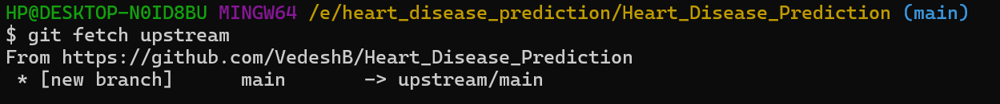 HP@DESKTOP-N0ID8BU MINGW64 /e/heart_disease_prediction/Heart_Disease_Prediction (main)
$ git fetch upstream
From https://github.com/VedeshB/Heart_Disease_Prediction
 * [new branch]      main       -> upstream/main